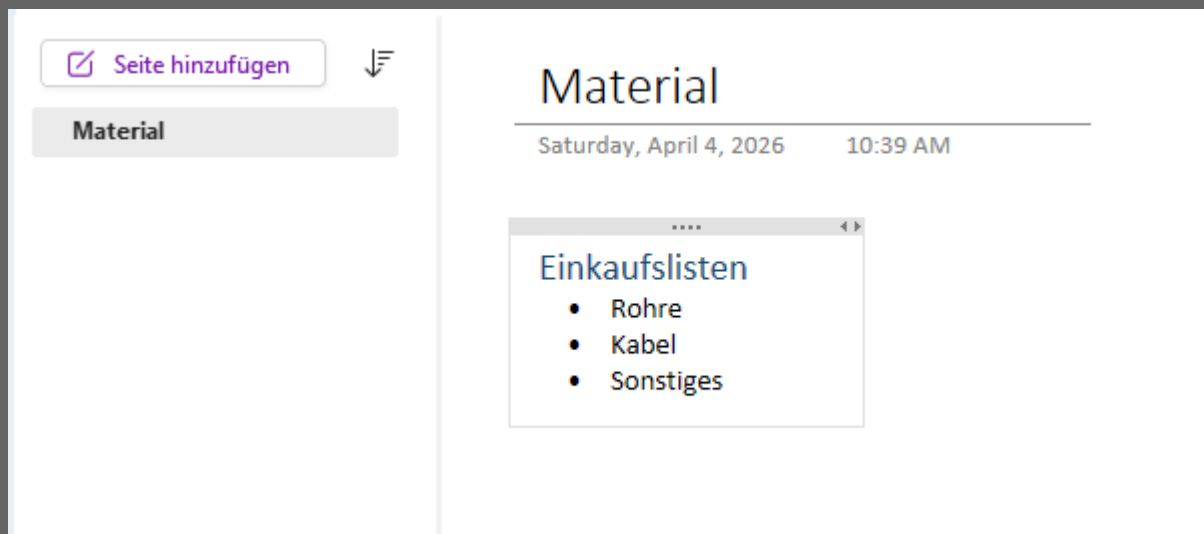 Seite hinzufügen
Material
Material
Saturday, April 4, 2026 10:39 AM
Einkaufslisten
• Rohre
• Kabel
• Sonstiges